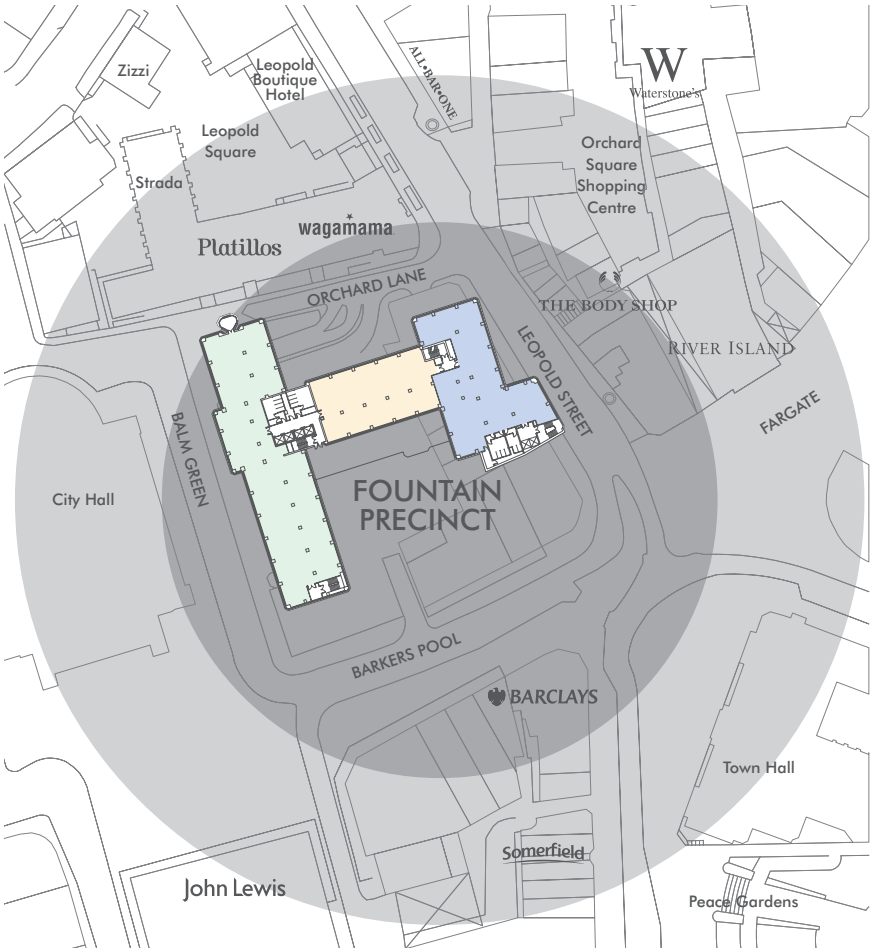 Zizzi
Leopold
Boutique
Hotel
ALL•BAR•ONE
W
Waterstone's
Leopold
Square
Strada
Orchard
Square
Shopping
Centre
wagamama
Platillos
ORCHARD LANE
THE BODY SHOP
RIVER ISLAND
LEOPOLD STREET
FARGATE
BALM GREEN
City Hall
FOUNTAIN
PRECINCT
BARKERS POOL
BARCLAYS
Town Hall
Somerfield
John Lewis
Peace Gardens